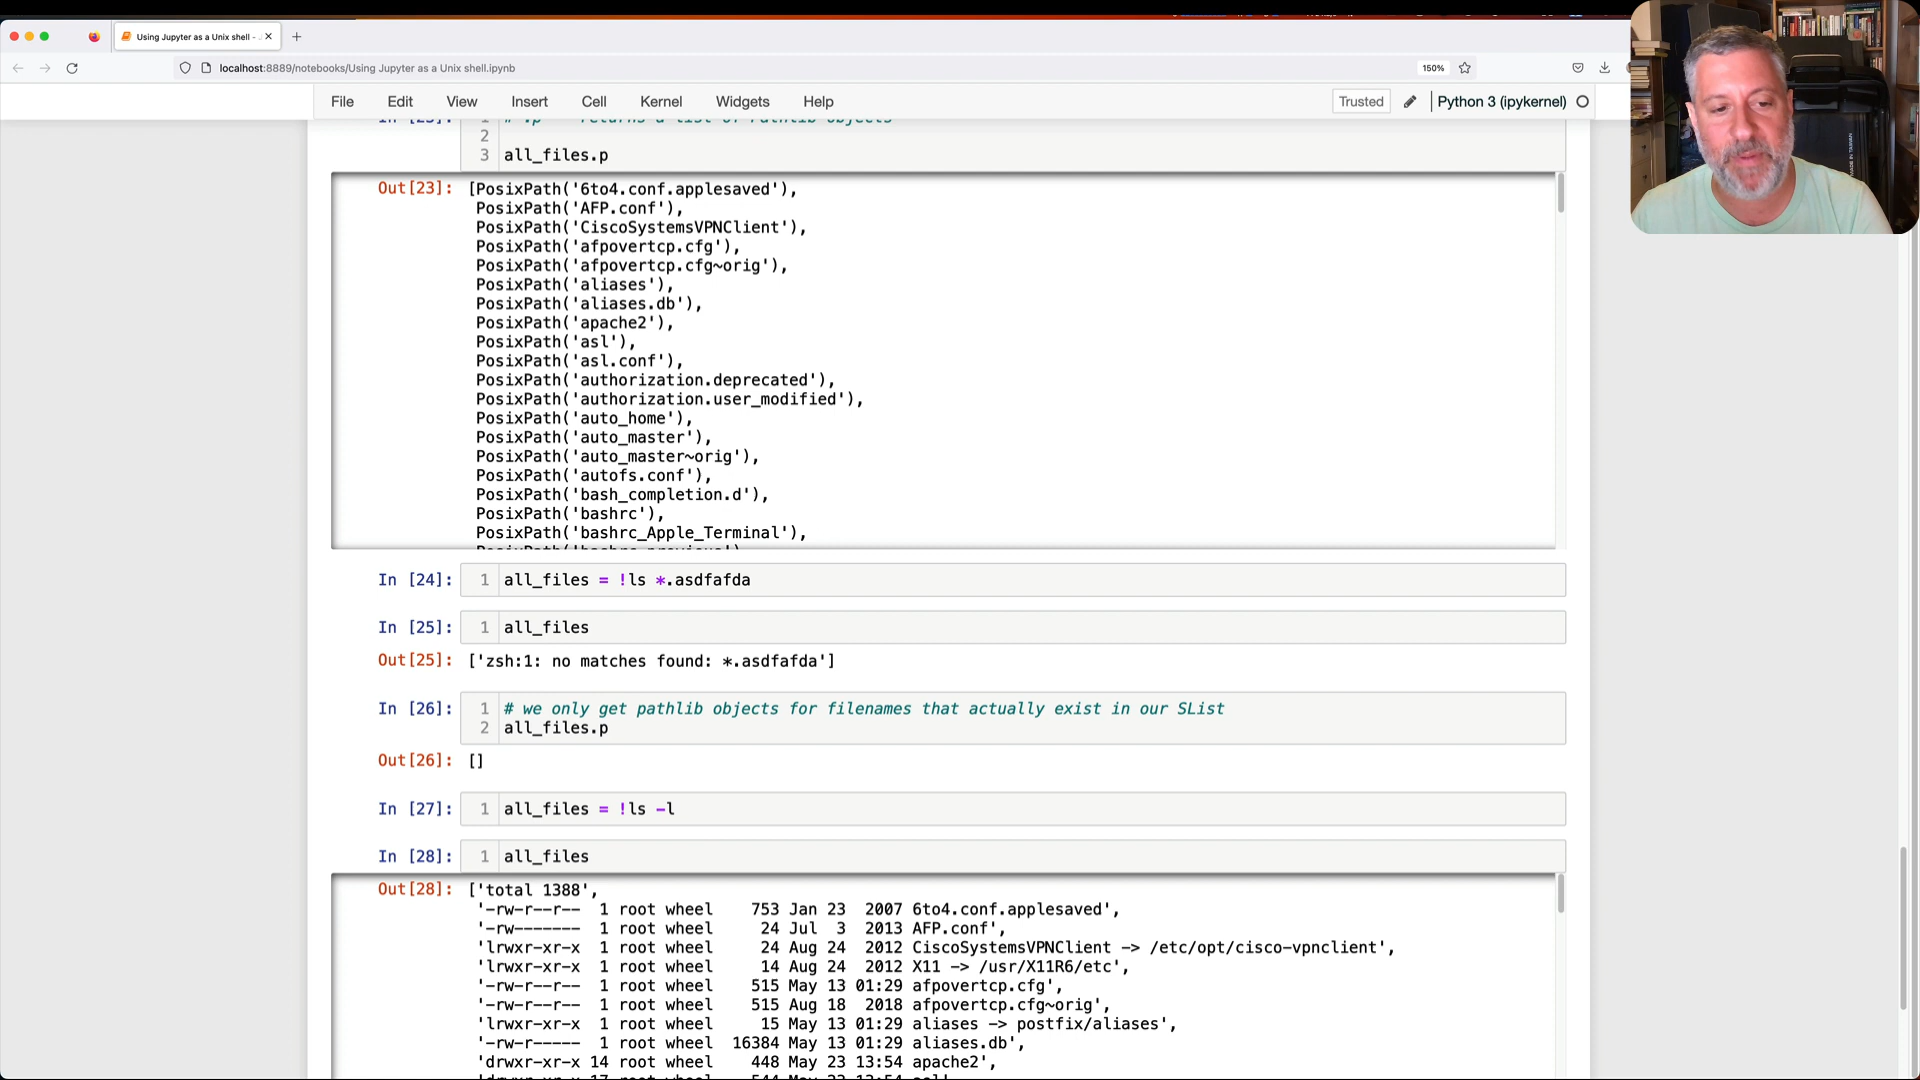 Using Jupyter as a Unix shell -
localhost:8889/notebooks/Using Jupyter as a Unix shell.ipynb
150%
File Edit View Insert Cell Kernel Widgets Help
Trusted
Python 3 (ipykernel)
In [23]: 1 # .p - returns a list of Pathlib objects
2
3 all_files.p
Out[23]: [PosixPath('6to4.conf.applesaved'),
PosixPath('AFP.conf'),
PosixPath('CiscoSystemsVPNClient'),
PosixPath('afpovertcp.cfg'),
PosixPath('afpovertcp.cfg~orig'),
PosixPath('aliases'),
PosixPath('aliases.db'),
PosixPath('apache2'),
PosixPath('asl'),
PosixPath('asl.conf'),
PosixPath('authorization.deprecated'),
PosixPath('authorization.user_modified'),
PosixPath('auto_home'),
PosixPath('auto_master'),
PosixPath('auto_master~orig'),
PosixPath('autofs.conf'),
PosixPath('bash_completion.d'),
PosixPath('bashrc'),
PosixPath('bashrc_Apple_Terminal'),
In [24]: 1 all_files = !ls *.asdfafda
In [25]: 1 all_files
Out[25]: ['zsh:1: no matches found: *.asdfafda']
In [26]: 1 # we only get pathlib objects for filenames that actually exist in our SList
2 all_files.p
Out[26]: []
In [27]: 1 all_files = !ls -l
In [28]: 1 all_files
Out[28]: ['total 1388',
'-rw-r--r-- 1 root wheel 753 Jan 23 2007 6to4.conf.applesaved',
'-rw------- 1 root wheel 24 Jul 3 2013 AFP.conf',
'lrwxr-xr-x 1 root wheel 24 Aug 24 2012 CiscoSystemsVPNClient -> /etc/opt/cisco-vpnclient',
'lrwxr-xr-x 1 root wheel 14 Aug 24 2012 X11 -> /usr/X11R6/etc',
'-rw-r--r-- 1 root wheel 515 May 13 01:29 afpovertcp.cfg',
'-rw-r--r-- 1 root wheel 515 Aug 18 2018 afpovertcp.cfg~orig',
'lrwxr-xr-x 1 root wheel 15 May 13 01:29 aliases -> postfix/aliases',
'-rw-r----- 1 root wheel 16384 May 13 01:29 aliases.db',
'drwxr-xr-x 14 root wheel 448 May 23 13:54 apache2',